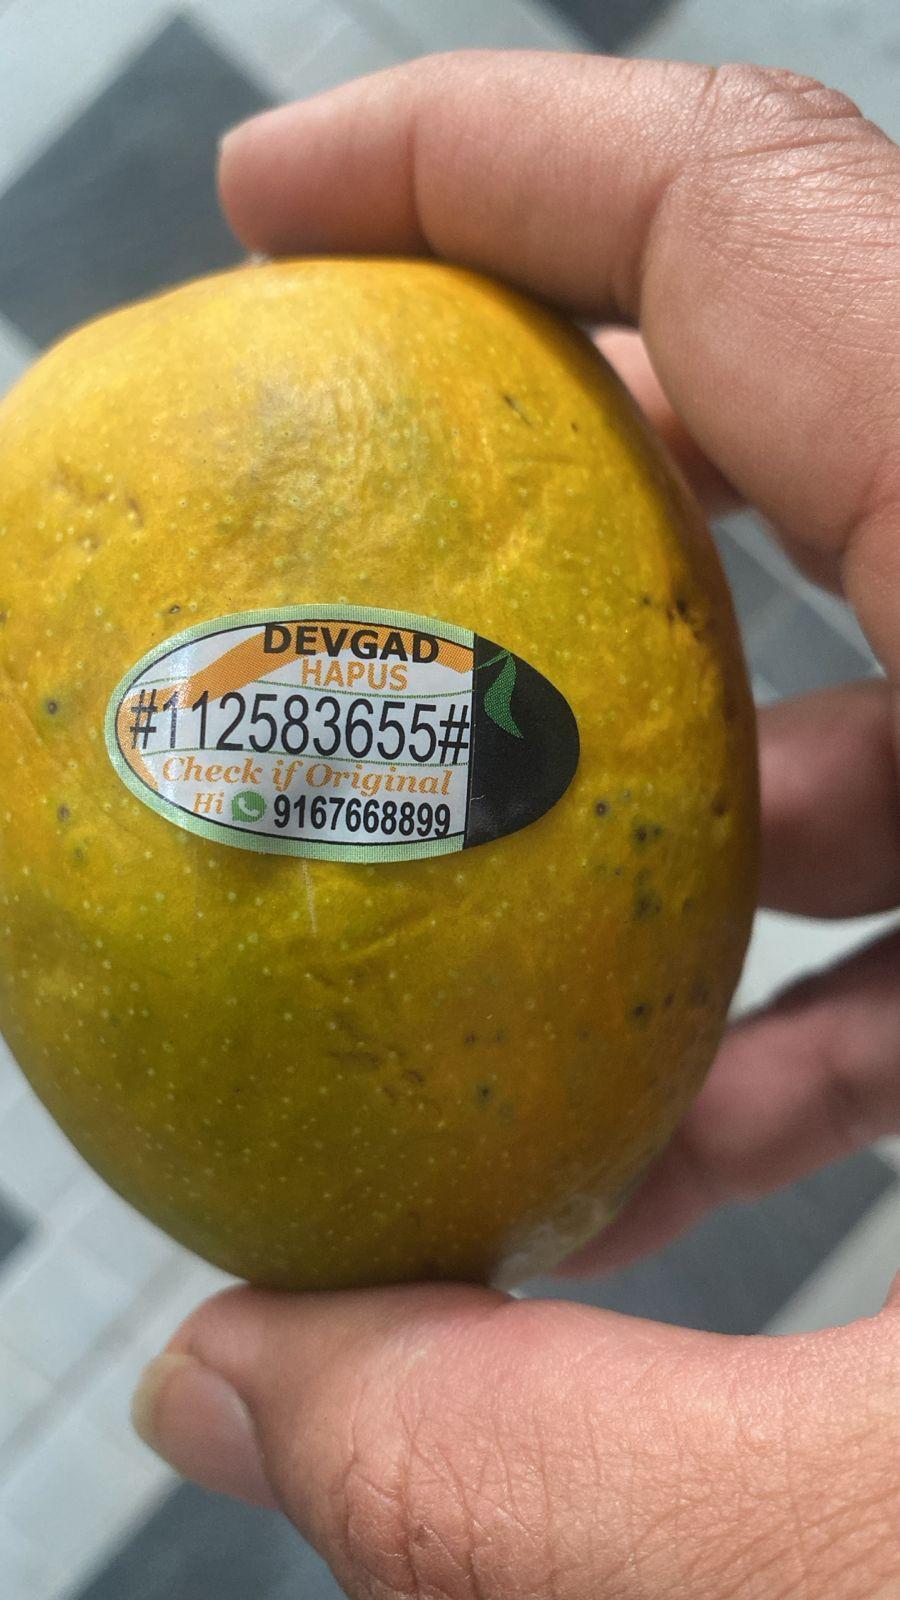 DEVGAD
HAPUS
#112583655#
Check if Original
Hi 9167668899